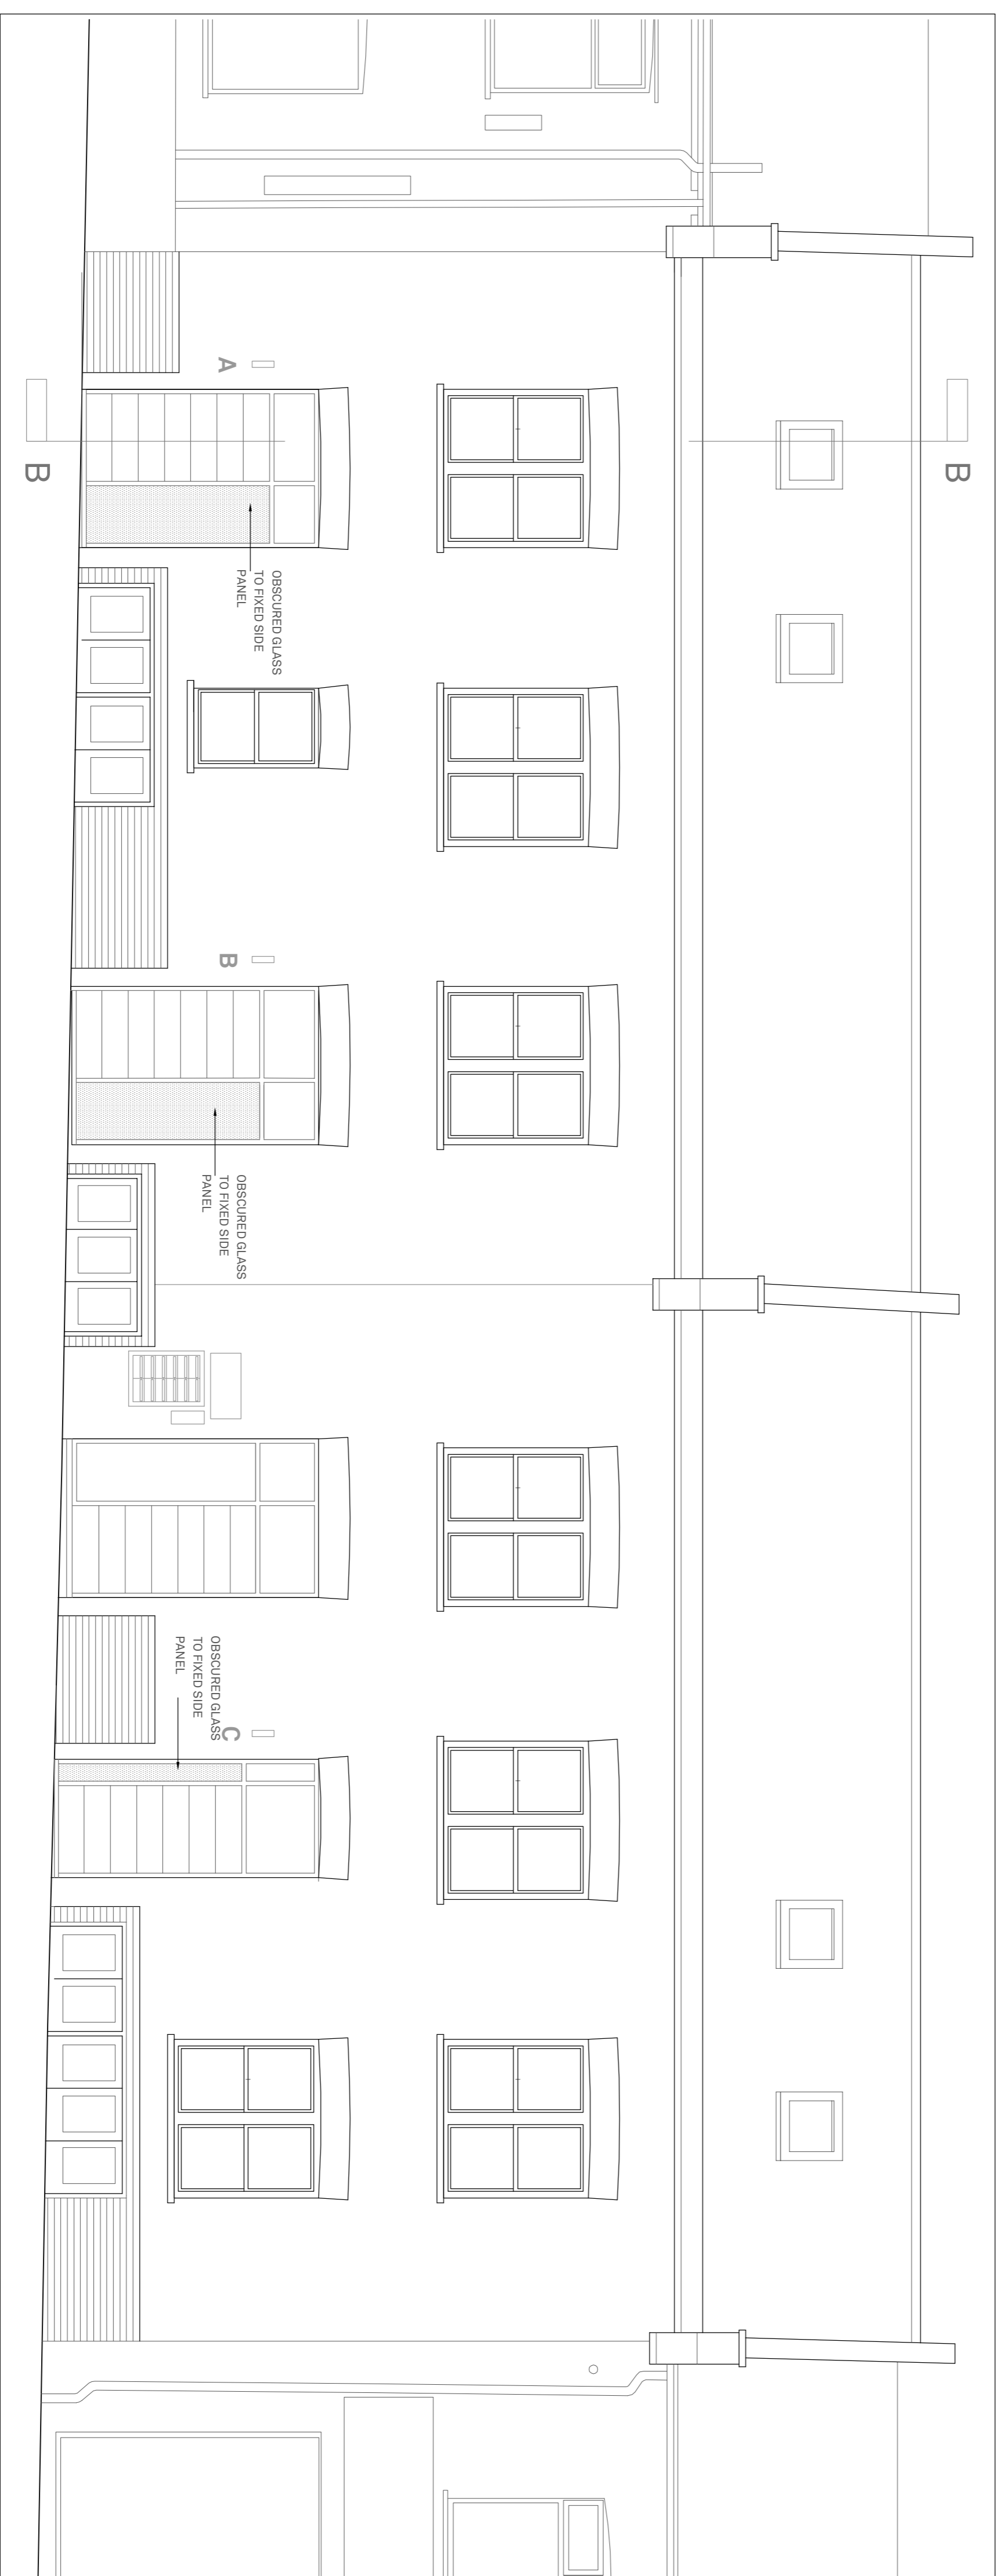 B
B
A
OBSCURED GLASS
TO FIXED SIDE
PANEL
B
OBSCURED GLASS
TO FIXED SIDE
PANEL
OBSCURED GLASS
TO FIXED SIDE
PANEL
C